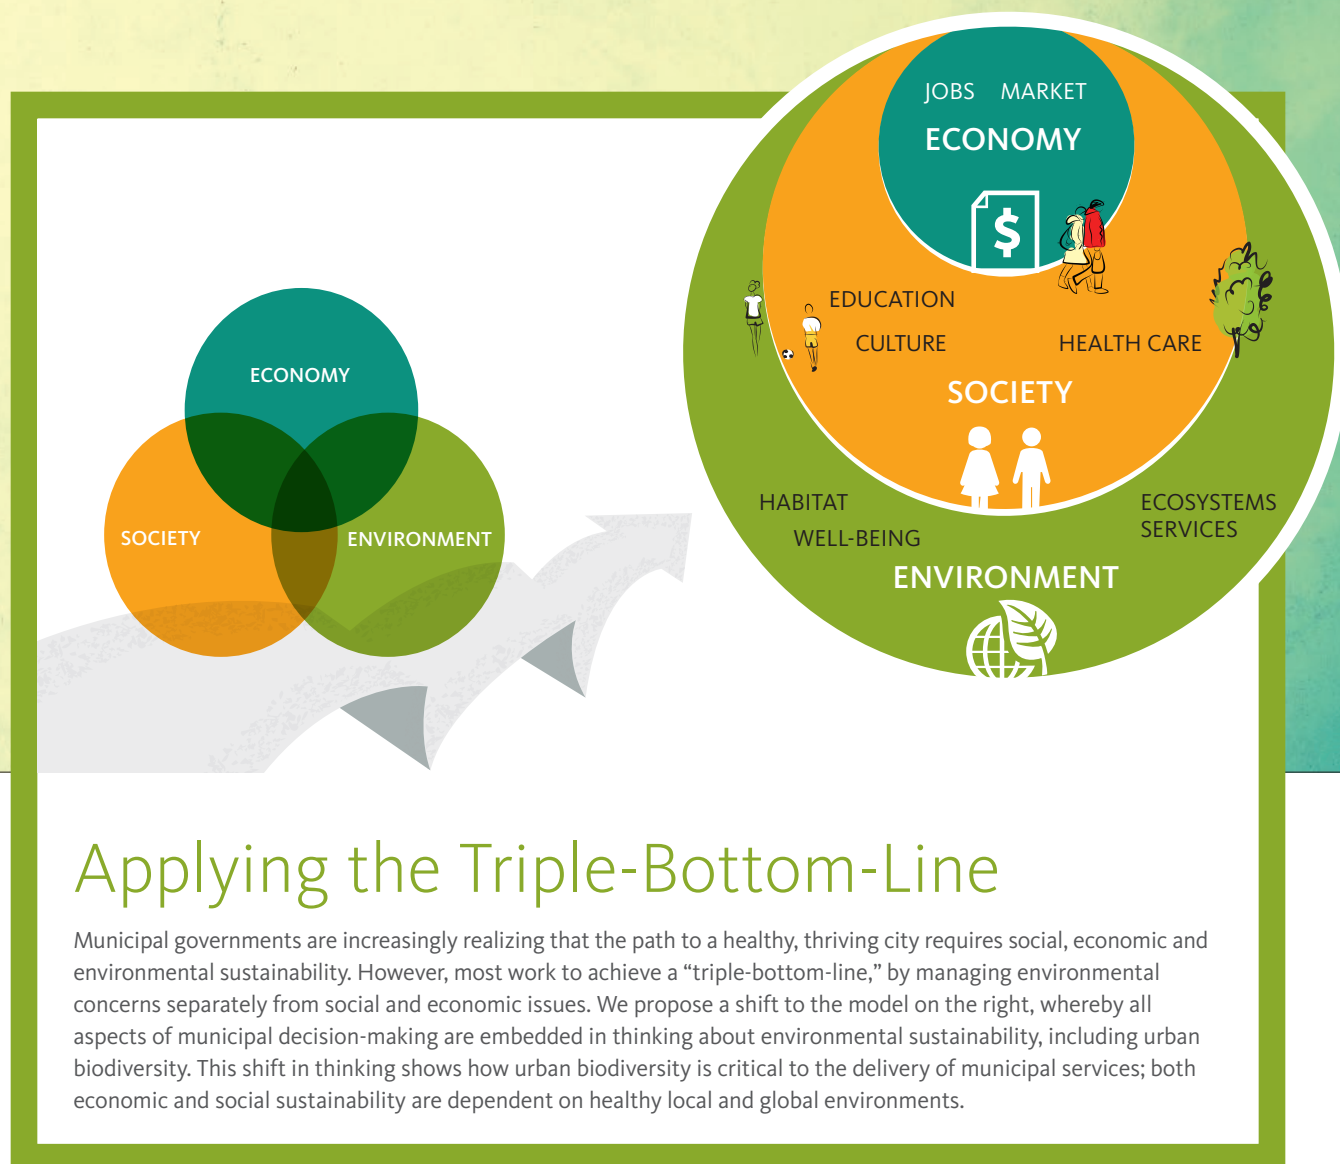 JOBS MARKET
ECONOMY
$
EDUCATION
CULTURE
HEALTH CARE
SOCIETY
HABITAT
WELL-BEING
ECOSYSTEMS
SERVICES
ENVIRONMENT
ECONOMY
SOCIETY
ENVIRONMENT
Applying the Triple-Bottom-Line
Municipal governments are increasingly realizing that the path to a healthy, thriving city requires social, economic and
environmental sustainability. However, most work to achieve a “triple-bottom-line,” by managing environmental
concerns separately from social and economic issues. We propose a shift to the model on the right, whereby all
aspects of municipal decision-making are embedded in thinking about environmental sustainability, including urban
biodiversity. This shift in thinking shows how urban biodiversity is critical to the delivery of municipal services; both
economic and social sustainability are dependent on healthy local and global environments.